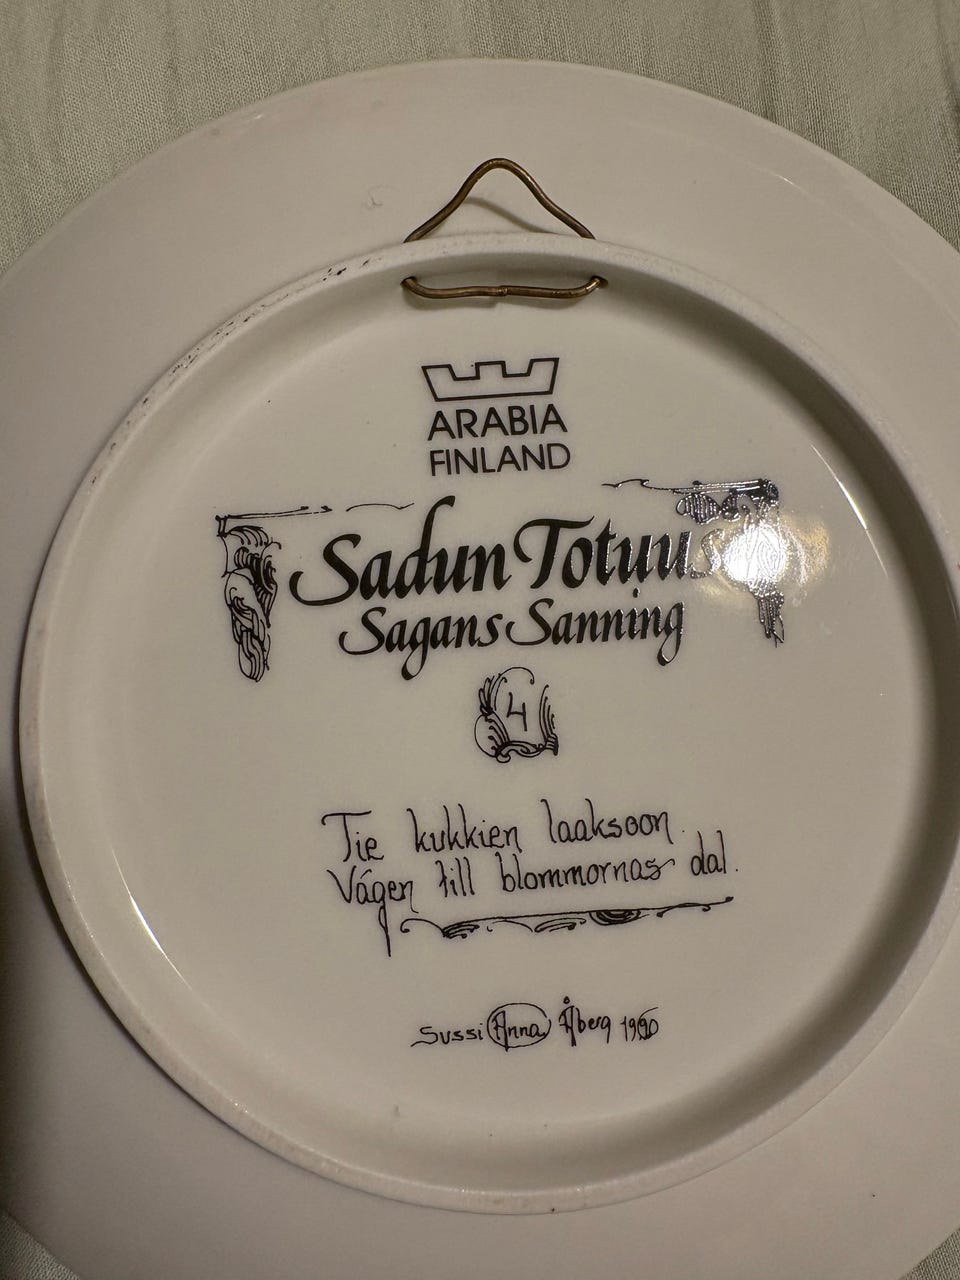 ARABIA
FINLAND
Sadun Totuus
Sagans Sanning
4
Tie kukkien laaksoon.
Vägen till blommornas dal.
Sussi Anna Åberg 1990